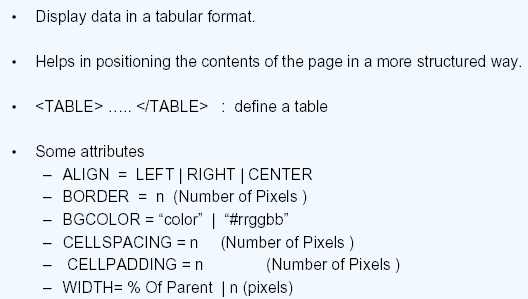 • Display data in a tabular format.
• Helps in positioning the contents of the page in a more structured way.
• <TABLE> ….. </TABLE> : define a table
• Some attributes
– ALIGN = LEFT | RIGHT | CENTER
– BORDER = n (Number of Pixels )
– BGCOLOR = “color” | “#rrggbb”
– CELLSPACING = n (Number of Pixels )
– CELLPADDING = n (Number of Pixels )
– WIDTH= % Of Parent | n (pixels)